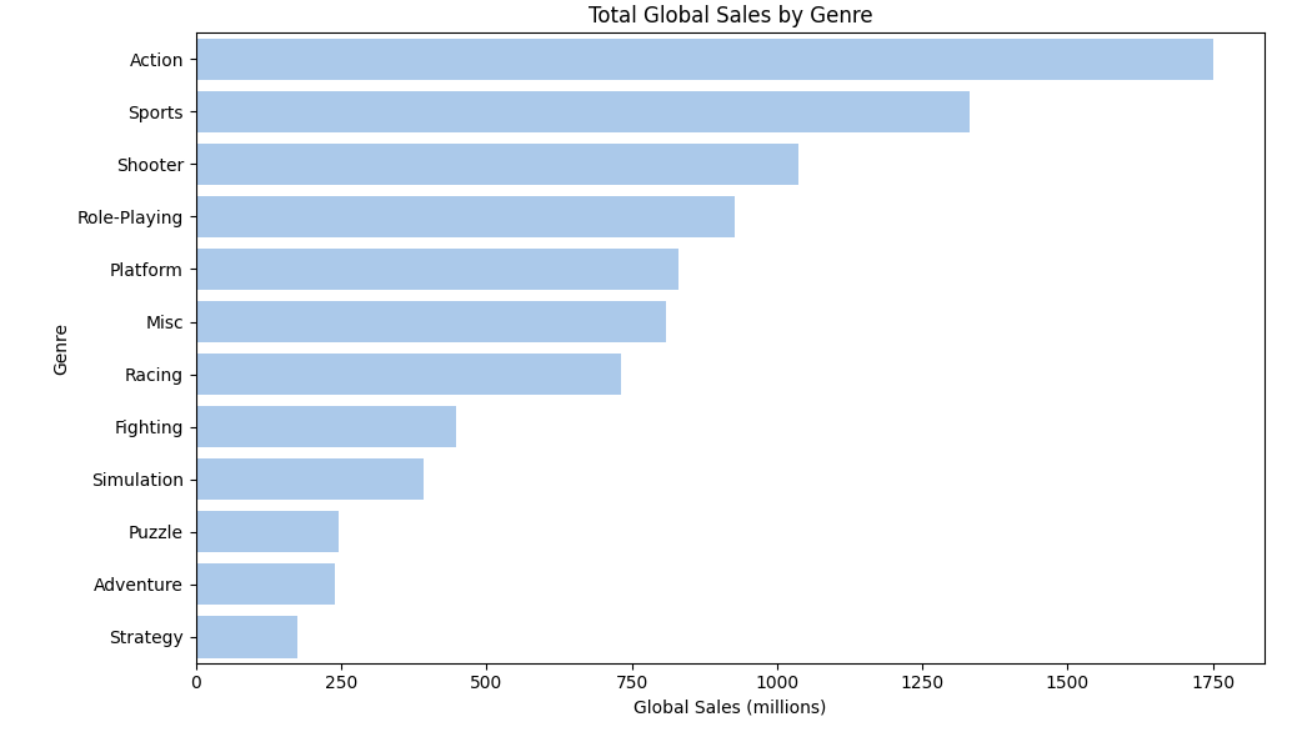 Total Global Sales by Genre
Action
Sports
Shooter
Role-Playing
Platform
Misc
Racing
Fighting
Simulation
Puzzle
Adventure
Strategy
Genre
0 250 500 750 1000 1250 1500 1750
Global Sales (millions)